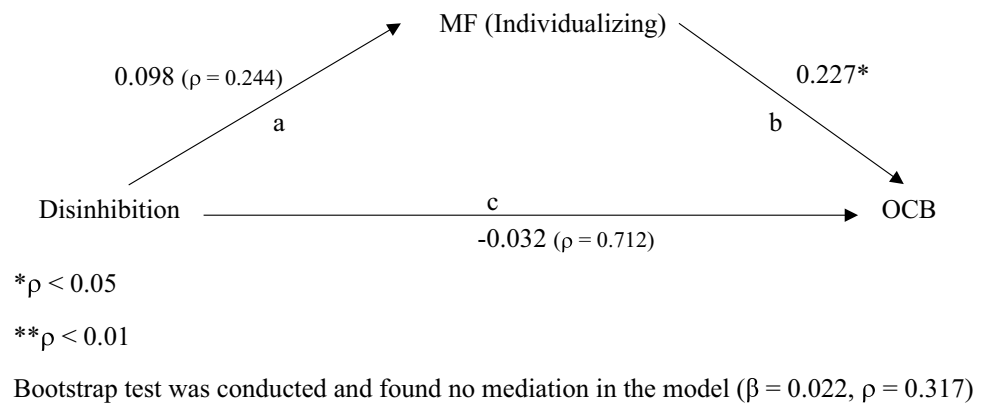 MF (Individualizing)
0.098 (ρ = 0.244)
0.227*
a
b
Disinhibition
c
OCB
-0.032 (ρ = 0.712)
*ρ < 0.05
**ρ < 0.01
Bootstrap test was conducted and found no mediation in the model (β = 0.022, ρ = 0.317)